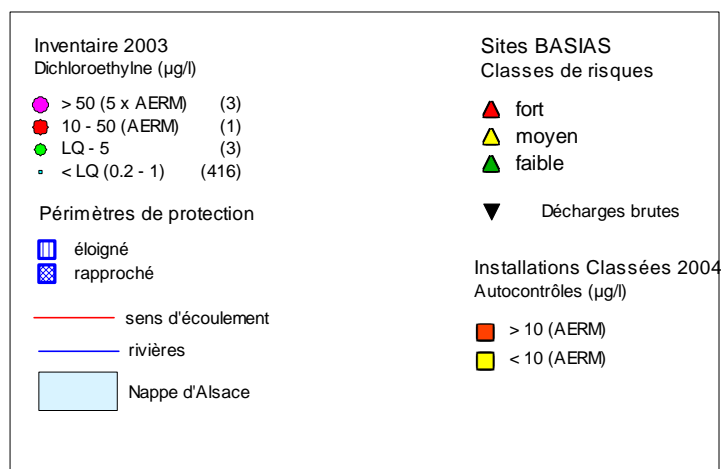 Inventaire 2003
Dichloroethylne (µg/l)
> 50 (5 x AERM) (3)
10 - 50 (AERM) (1)
LQ - 5 (3)
< LQ (0.2 - 1) (416)
Périmètres de protection
éloigné
rapproché
sens d'écoulement
rivières
Nappe d'Alsace
Sites BASIAS
Classes de risques
fort
moyen
faible
Décharges brutes
Installations Classées 2004
Autocontrôles (µg/l)
> 10 (AERM)
< 10 (AERM)